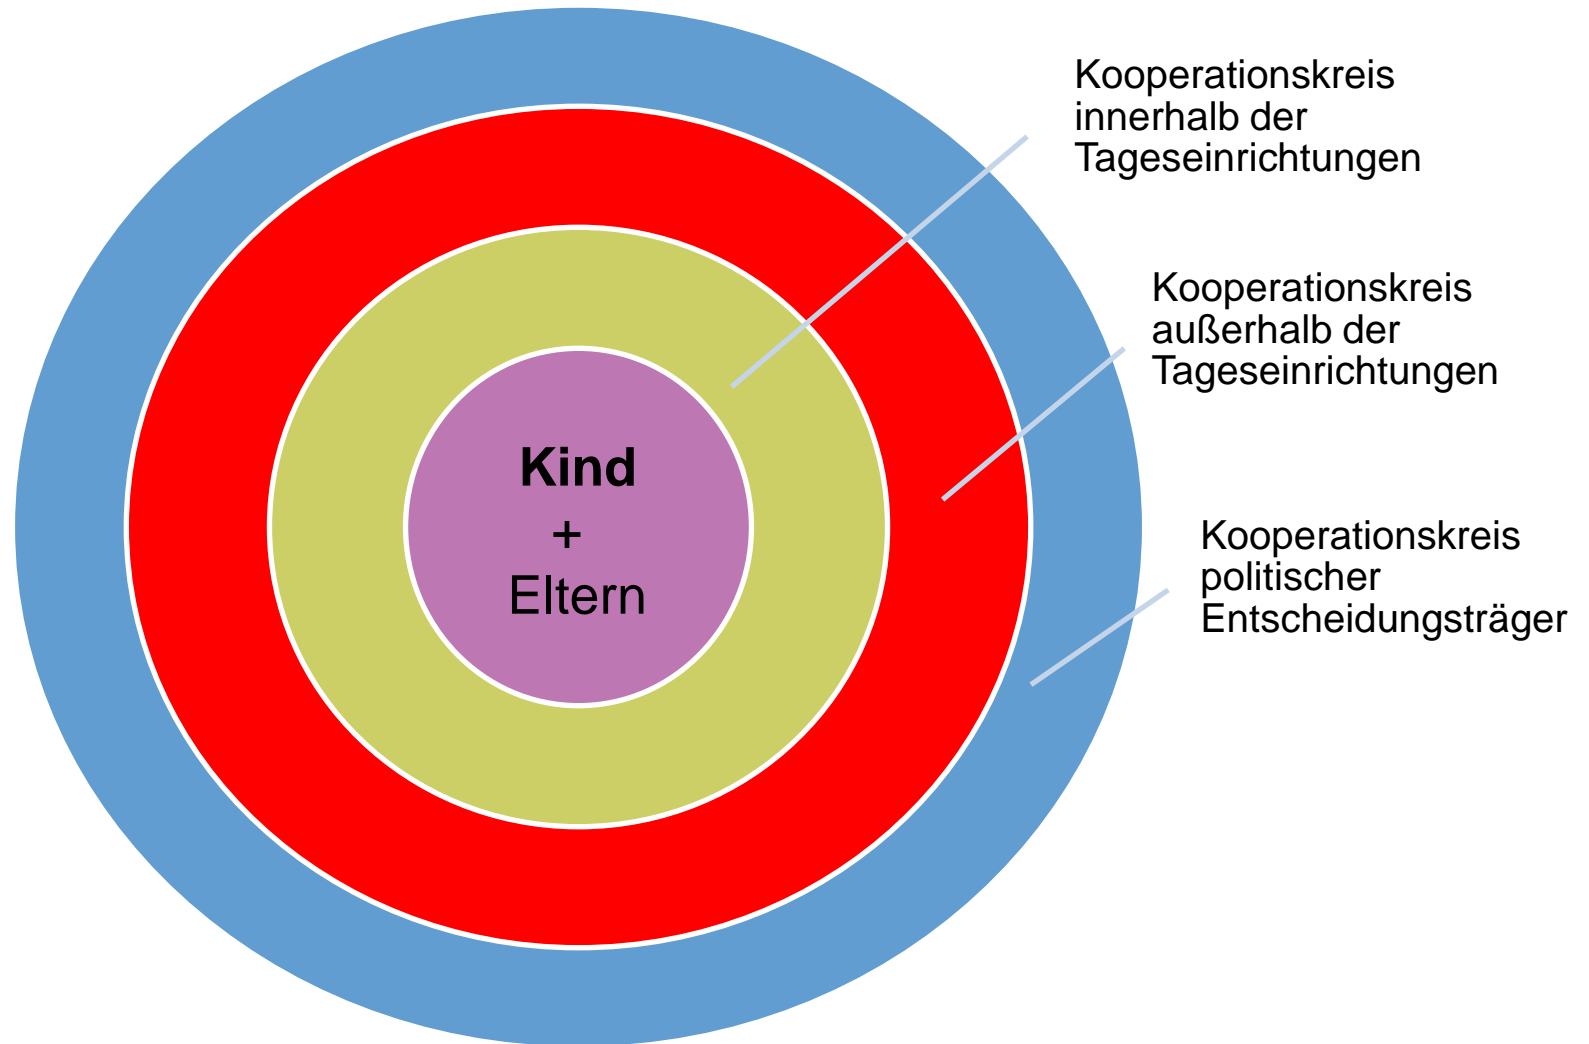 Kooperationskreis
innerhalb der
Tageseinrichtungen
Kooperationskreis
außerhalb der
Tageseinrichtungen
Kind
+
Eltern
Kooperationskreis
politischer
Entscheidungsträger